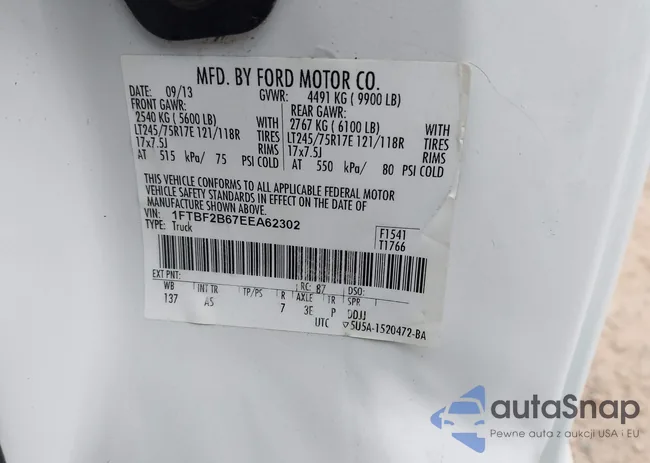 MFD. BY FORD MOTOR CO.
DATE: 09/13 GVWR: 4491 KG ( 9900 LB)
FRONT GAWR: REAR GAWR:
2540 KG ( 5600 LB) WITH 2767 KG ( 6100 LB) WITH
LT245/75R17E 121/118R TIRES LT245/75R17E 121/118R TIRES
17x7.5J RIMS 17x7.5J RIMS
AT 515 kPa/ 75 PSI COLD AT 550 kPa/ 80 PSI COLD
THIS VEHICLE CONFORMS TO ALL APPLICABLE FEDERAL MOTOR
VEHICLE SAFETY STANDARDS IN EFFECT ON THE DATE OF
MANUFACTURE SHOWN ABOVE.
VIN: 1FTBF2B67EEA62302
TYPE: Truck
F1541
T1766
EXT PNT: RC: 87 DSO:
WB INT TR TP/PS R AXLE TR SPR
137 AS 7 3E P DDJJ
UTC ▽5U5A-1520472-BA
autaSnap
Pewne auta z aukcji USA i EU